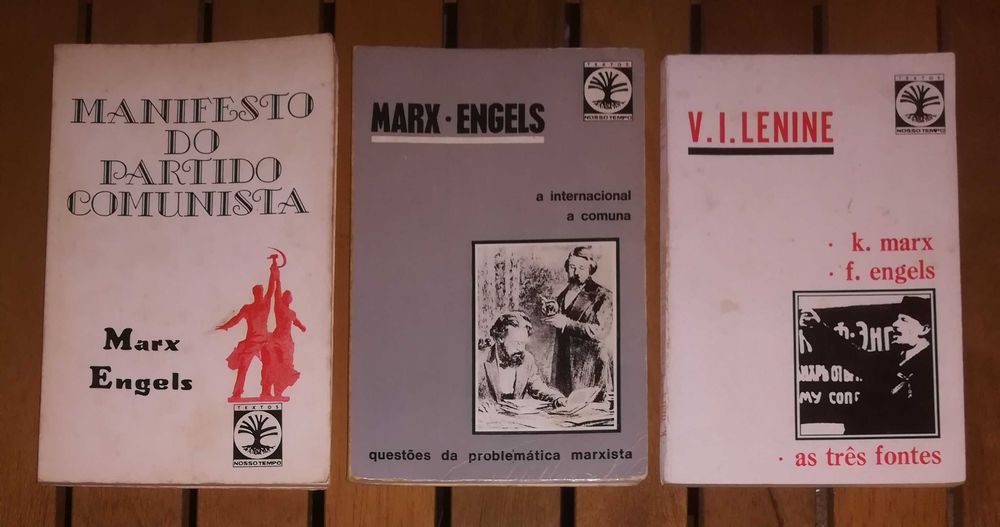 MANIFESTO
DO
PARTIDO
COMUNISTA
Marx
Engels
TEXTOS
NOSSO TEMPO
TEXTOS
NOSSO TEMPO
MARX · ENGELS
a internacional
a comuna
questões da problemática marxista
TEXTOS
NOSSO TEMPO
V. I. LENINE
· k. marx
· f. engels
Ф·ЭНГ
· as três fontes